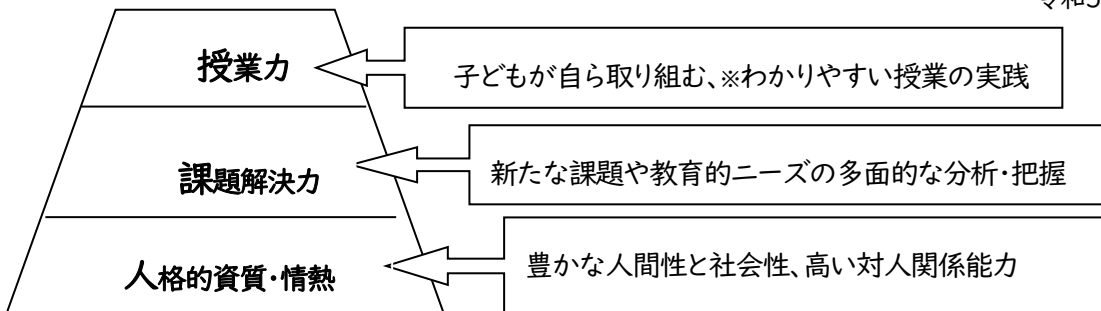 令和5
授業力
子どもが自ら取り組む、※わかりやすい授業の実践
課題解決力
新たな課題や教育的ニーズの多面的な分析・把握
人格的資質・情熱
豊かな人間性と社会性、高い対人関係能力